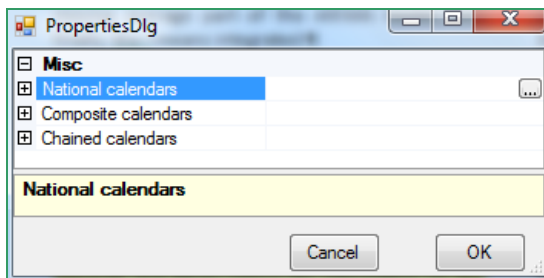 PropertiesDlg
Misc
National calendars
...
Composite calendars
Chained calendars
National calendars
Cancel OK